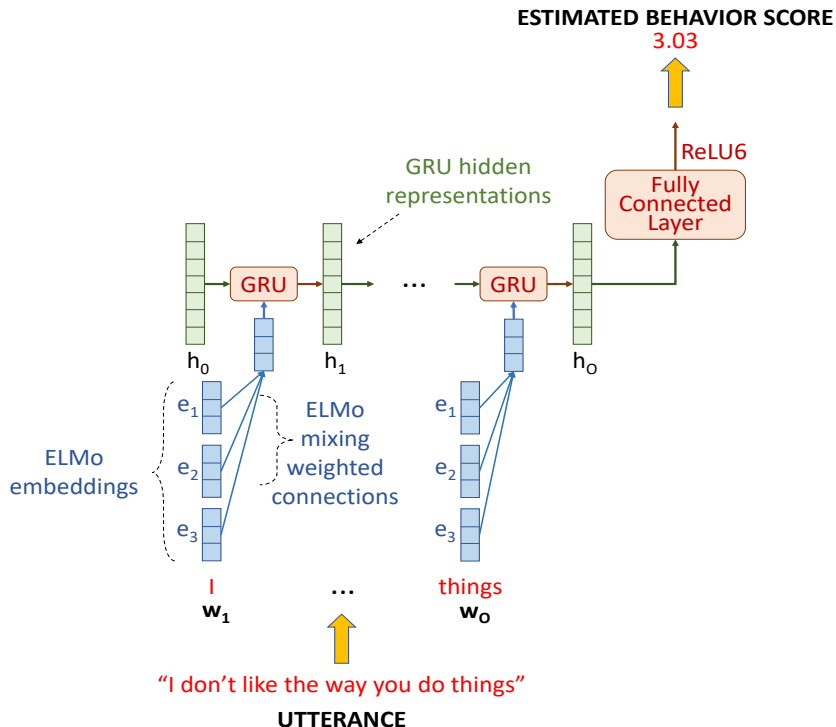 ESTIMATED BEHAVIOR SCORE
3.03
ReLU6
Fully
Connected
Layer
GRU hidden
representations
GRU
...
GRU
h0
h1
hO
e1
e2
e3
ELMo
embeddings
ELMo
mixing
weighted
connections
e1
e2
e3
I
...
things
w1
wO
“I don’t like the way you do things”
UTTERANCE